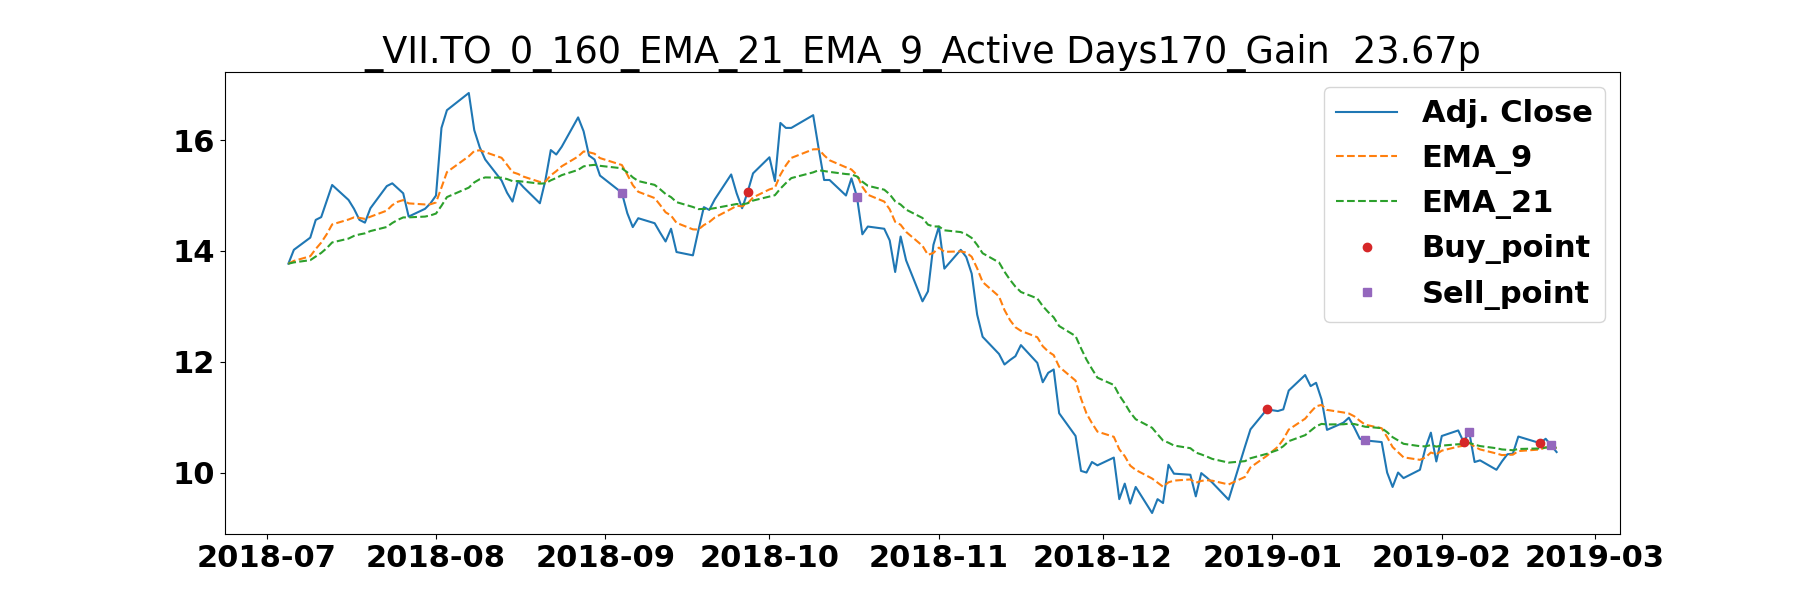 _VII.TO_0_160_EMA_21_EMA_9_Active Days170_Gain  23.67p
16
14
12
10
Adj. Close
EMA_9
EMA_21
Buy_point
Sell_point
2018-07 2018-08 2018-09 2018-10 2018-11 2018-12 2019-01 2019-02 2019-03